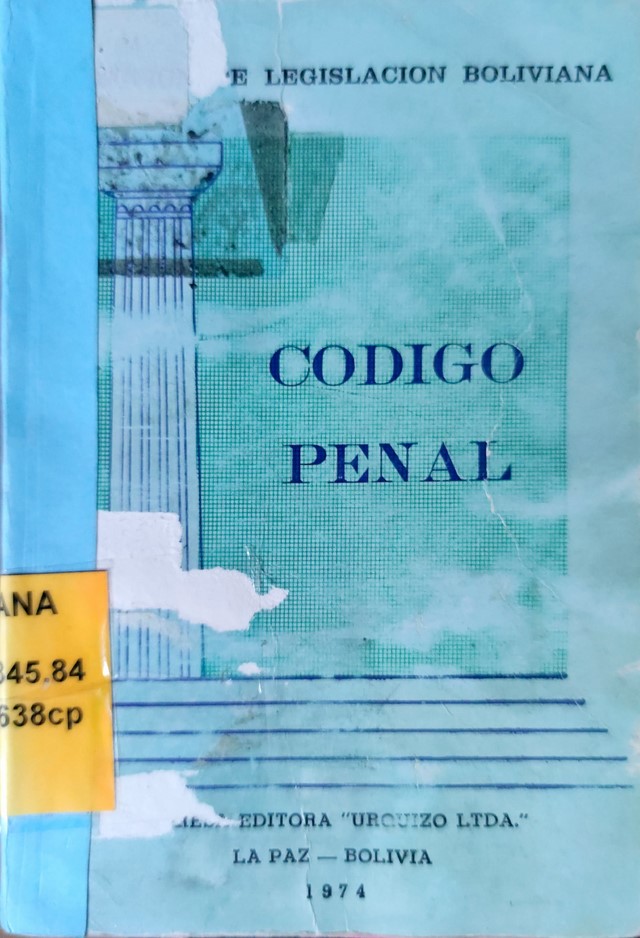 E LEGISLACION BOLIVIANA
CODIGO
PENAL
ANA
345.84
638cp
EDITORA "URQUIZO LTDA."
LA PAZ — BOLIVIA
1974